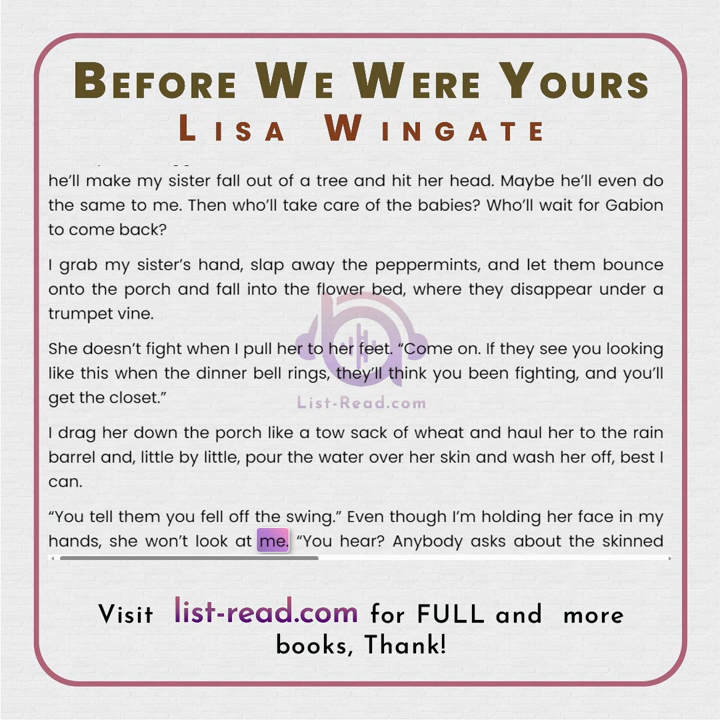 BEFORE WE WERE YOURS
LISA WINGATE
he'll make my sister fall out of a tree and hit her head. Maybe he'll even do
the same to me. Then who'll take care of the babies? Who'll wait for Gabion
to come back?
I grab my sister's hand, slap away the peppermints, and let them bounce
onto the porch and fall into the flower bed, where they disappear under a
trumpet vine.
She doesn't fight when I pull her to her feet. “Come on. If they see you looking
like this when the dinner bell rings, they'll think you been fighting, and you'll
get the closet.”
List-Read.com
I drag her down the porch like a tow sack of wheat and haul her to the rain
barrel and, little by little, pour the water over her skin and wash her off, best I
can.
“You tell them you fell off the swing.” Even though I'm holding her face in my
hands, she won't look at me. “You hear? Anybody asks about the skinned
Visit list-read.com for FULL and more
books, Thank!